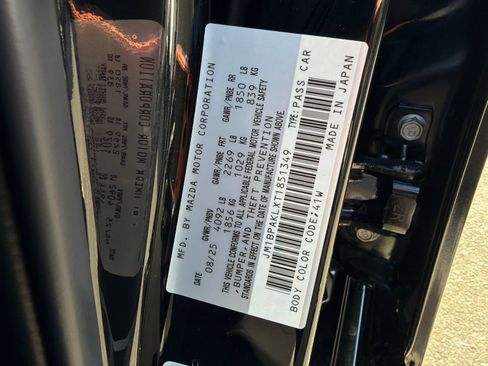 MFD. BY MAZDA MOTOR CORPORATION
DATE GVWR/PNBV GAWR/PNBE FRT GAWR/PNBE RR
08/25 4092 LB 2269 LB 1850 LB
1856 KG 1029 KG 839 KG
THIS VEHICLE CONFORMS TO ALL APPLICABLE FEDERAL MOTOR VEHICLE SAFETY
,BUMPER,AND THEFT PREVENTION
STANDARDS IN EFFECT ON THE DATE OF MANUFACTURE SHOWN ABOVE.
JM1BPAKLXT1851349 TYPE:PASS CAR
BODY COLOR CODE:41W MADE IN JAPAN